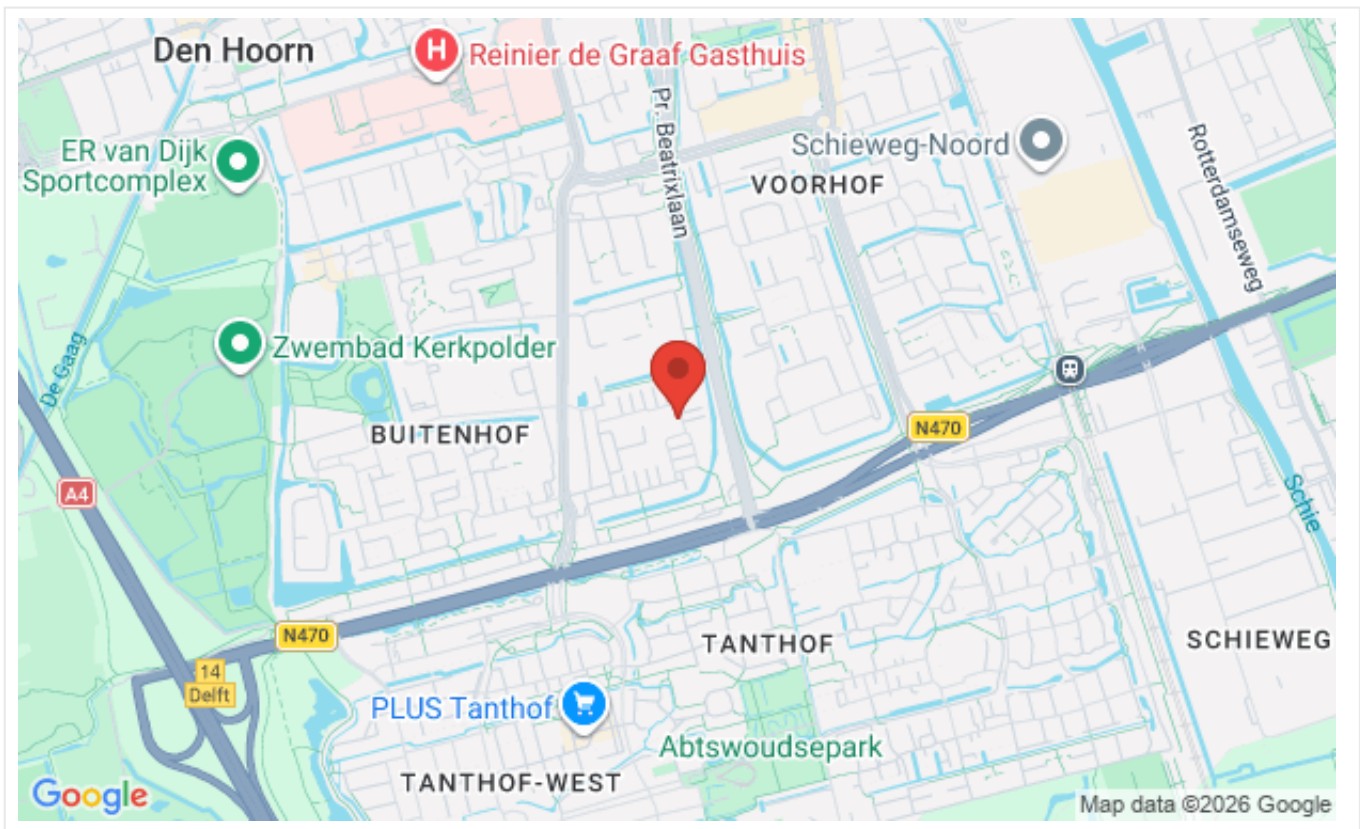 Den Hoorn
Reinier de Graaf Gasthuis
Pr. Beatrixlaan
ER van Dijk
Sportcomplex
Schieweg-Noord
VOORHOF
Rotterdamseweg
De Gaag
Zwembad Kerkpolder
BUITENHOF
N470
A4
Schie
N470
TANTHOF
SCHIEWEG
14
Delft
PLUS Tanthof
Abtswoudsepark
TANTHOF-WEST
Google
Map data ©2026 Google
H